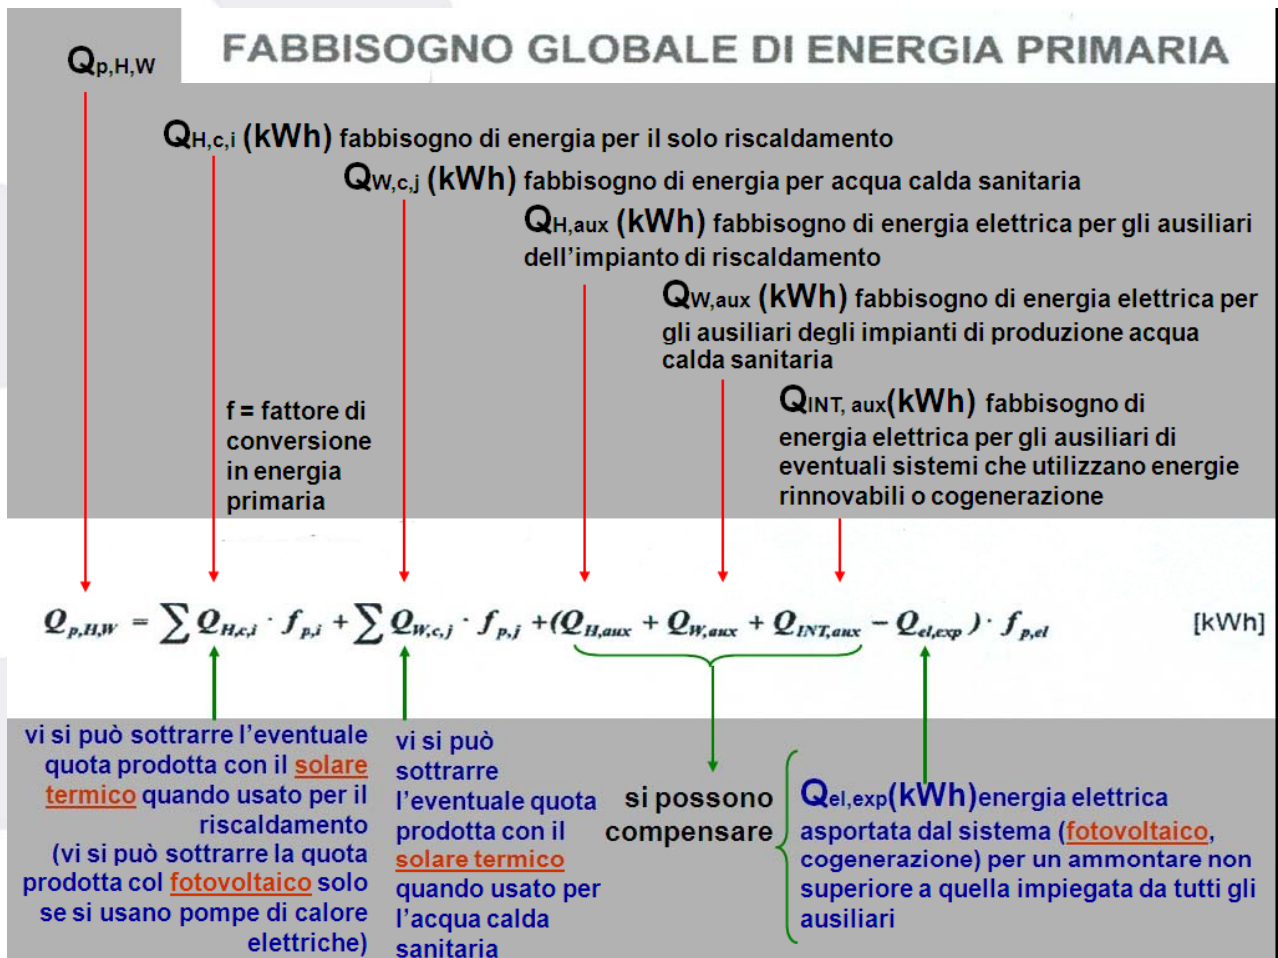 FABBISOGNO GLOBALE DI ENERGIA PRIMARIA
Qp,H,W
QH,c,i (kWh) fabbisogno di energia per il solo riscaldamento
QW,c,j (kWh) fabbisogno di energia per acqua calda sanitaria
QH,aux (kWh) fabbisogno di energia elettrica per gli ausiliari
dell'impianto di riscaldamento
QW,aux (kWh) fabbisogno di energia elettrica per
gli ausiliari degli impianti di produzione acqua
calda sanitaria
QINT, aux(kWh) fabbisogno di
energia elettrica per gli ausiliari di
eventuali sistemi che utilizzano energie
rinnovabili o cogenerazione
f = fattore di
conversione
in energia
primaria
Qp,H,W = ∑ QH,c,i · fp,i + ∑ QW,c,j · fp,j +(QH,aux + QW,aux + QINT,aux − Qel,exp )· fp,el [kWh]
vi si può sottrarre l'eventuale
quota prodotta con il solare
termico quando usato per il
riscaldamento
(vi si può sottrarre la quota
prodotta col fotovoltaico solo
se si usano pompe di calore
elettriche)
vi si può
sottrarre
l'eventuale quota
prodotta con il
solare termico
quando usato per
l'acqua calda
sanitaria
si possono
compensare
Qel,exp(kWh)energia elettrica
asportata dal sistema (fotovoltaico,
cogenerazione) per un ammontare non
superiore a quella impiegata da tutti gli
ausiliari